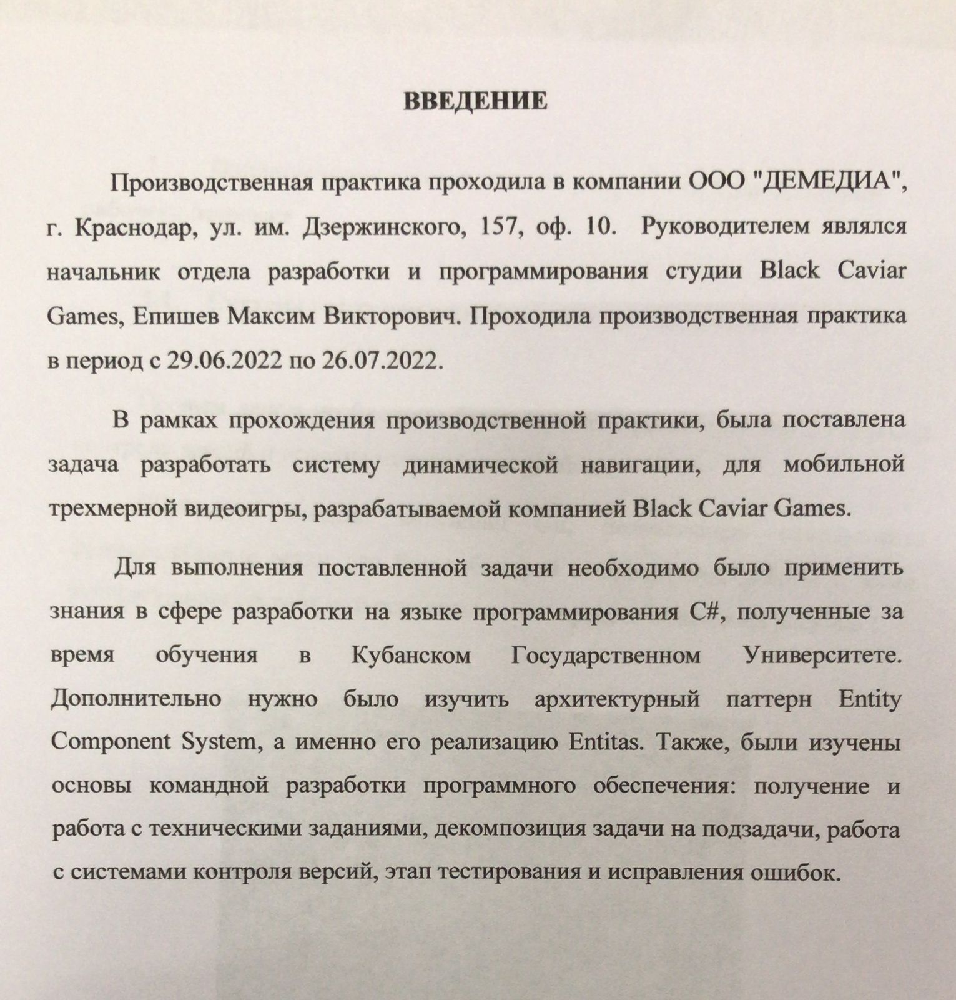 ВВЕДЕНИЕ
Производственная практика проходила в компании ООО "ДЕМЕДИА",
г. Краснодар, ул. им. Дзержинского, 157, оф. 10. Руководителем являлся
начальник отдела разработки и программирования студии Black Caviar
Games, Епишев Максим Викторович. Проходила производственная практика
в период с 29.06.2022 по 26.07.2022.
В рамках прохождения производственной практики, была поставлена
задача разработать систему динамической навигации, для мобильной
трехмерной видеоигры, разрабатываемой компанией Black Caviar Games.
Для выполнения поставленной задачи необходимо было применить
знания в сфере разработки на языке программирования C#, полученные за
время обучения в Кубанском Государственном Университете.
Дополнительно нужно было изучить архитектурный паттерн Entity
Component System, а именно его реализацию Entitas. Также, были изучены
основы командной разработки программного обеспечения: получение и
работа с техническими заданиями, декомпозиция задачи на подзадачи, работа
с системами контроля версий, этап тестирования и исправления ошибок.